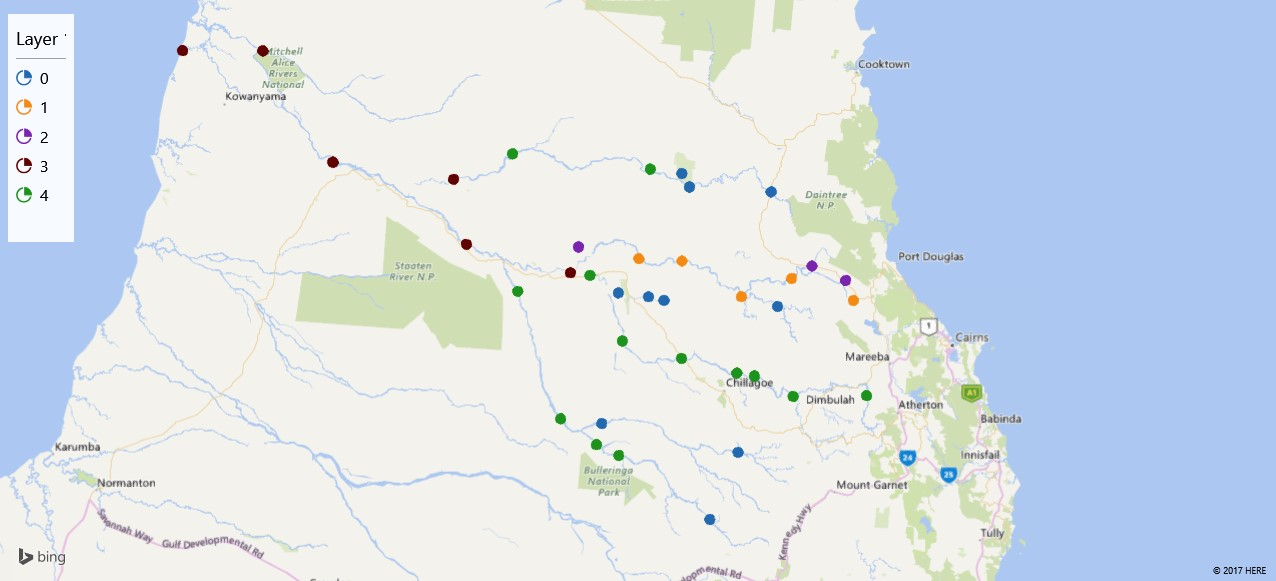 Layer
0
1
2
3
4
Mitchell
Alice
Rivers
National
Kowanyama
Cooktown
Daintree
N P
Staaten
River N.P
Port Douglas
1
Cairns
Mareeba
Chillagoe
Dimbulah
A1
Atherton
Babinda
Karumba
24
Innisfail
25
Bulleringa
National
Park
Normanton
Mount Garnet
Savannah Way
Gulf Developmental Rd
Kennedy Hwy
Tully
bing
opmental Rd
© 2017 HERE